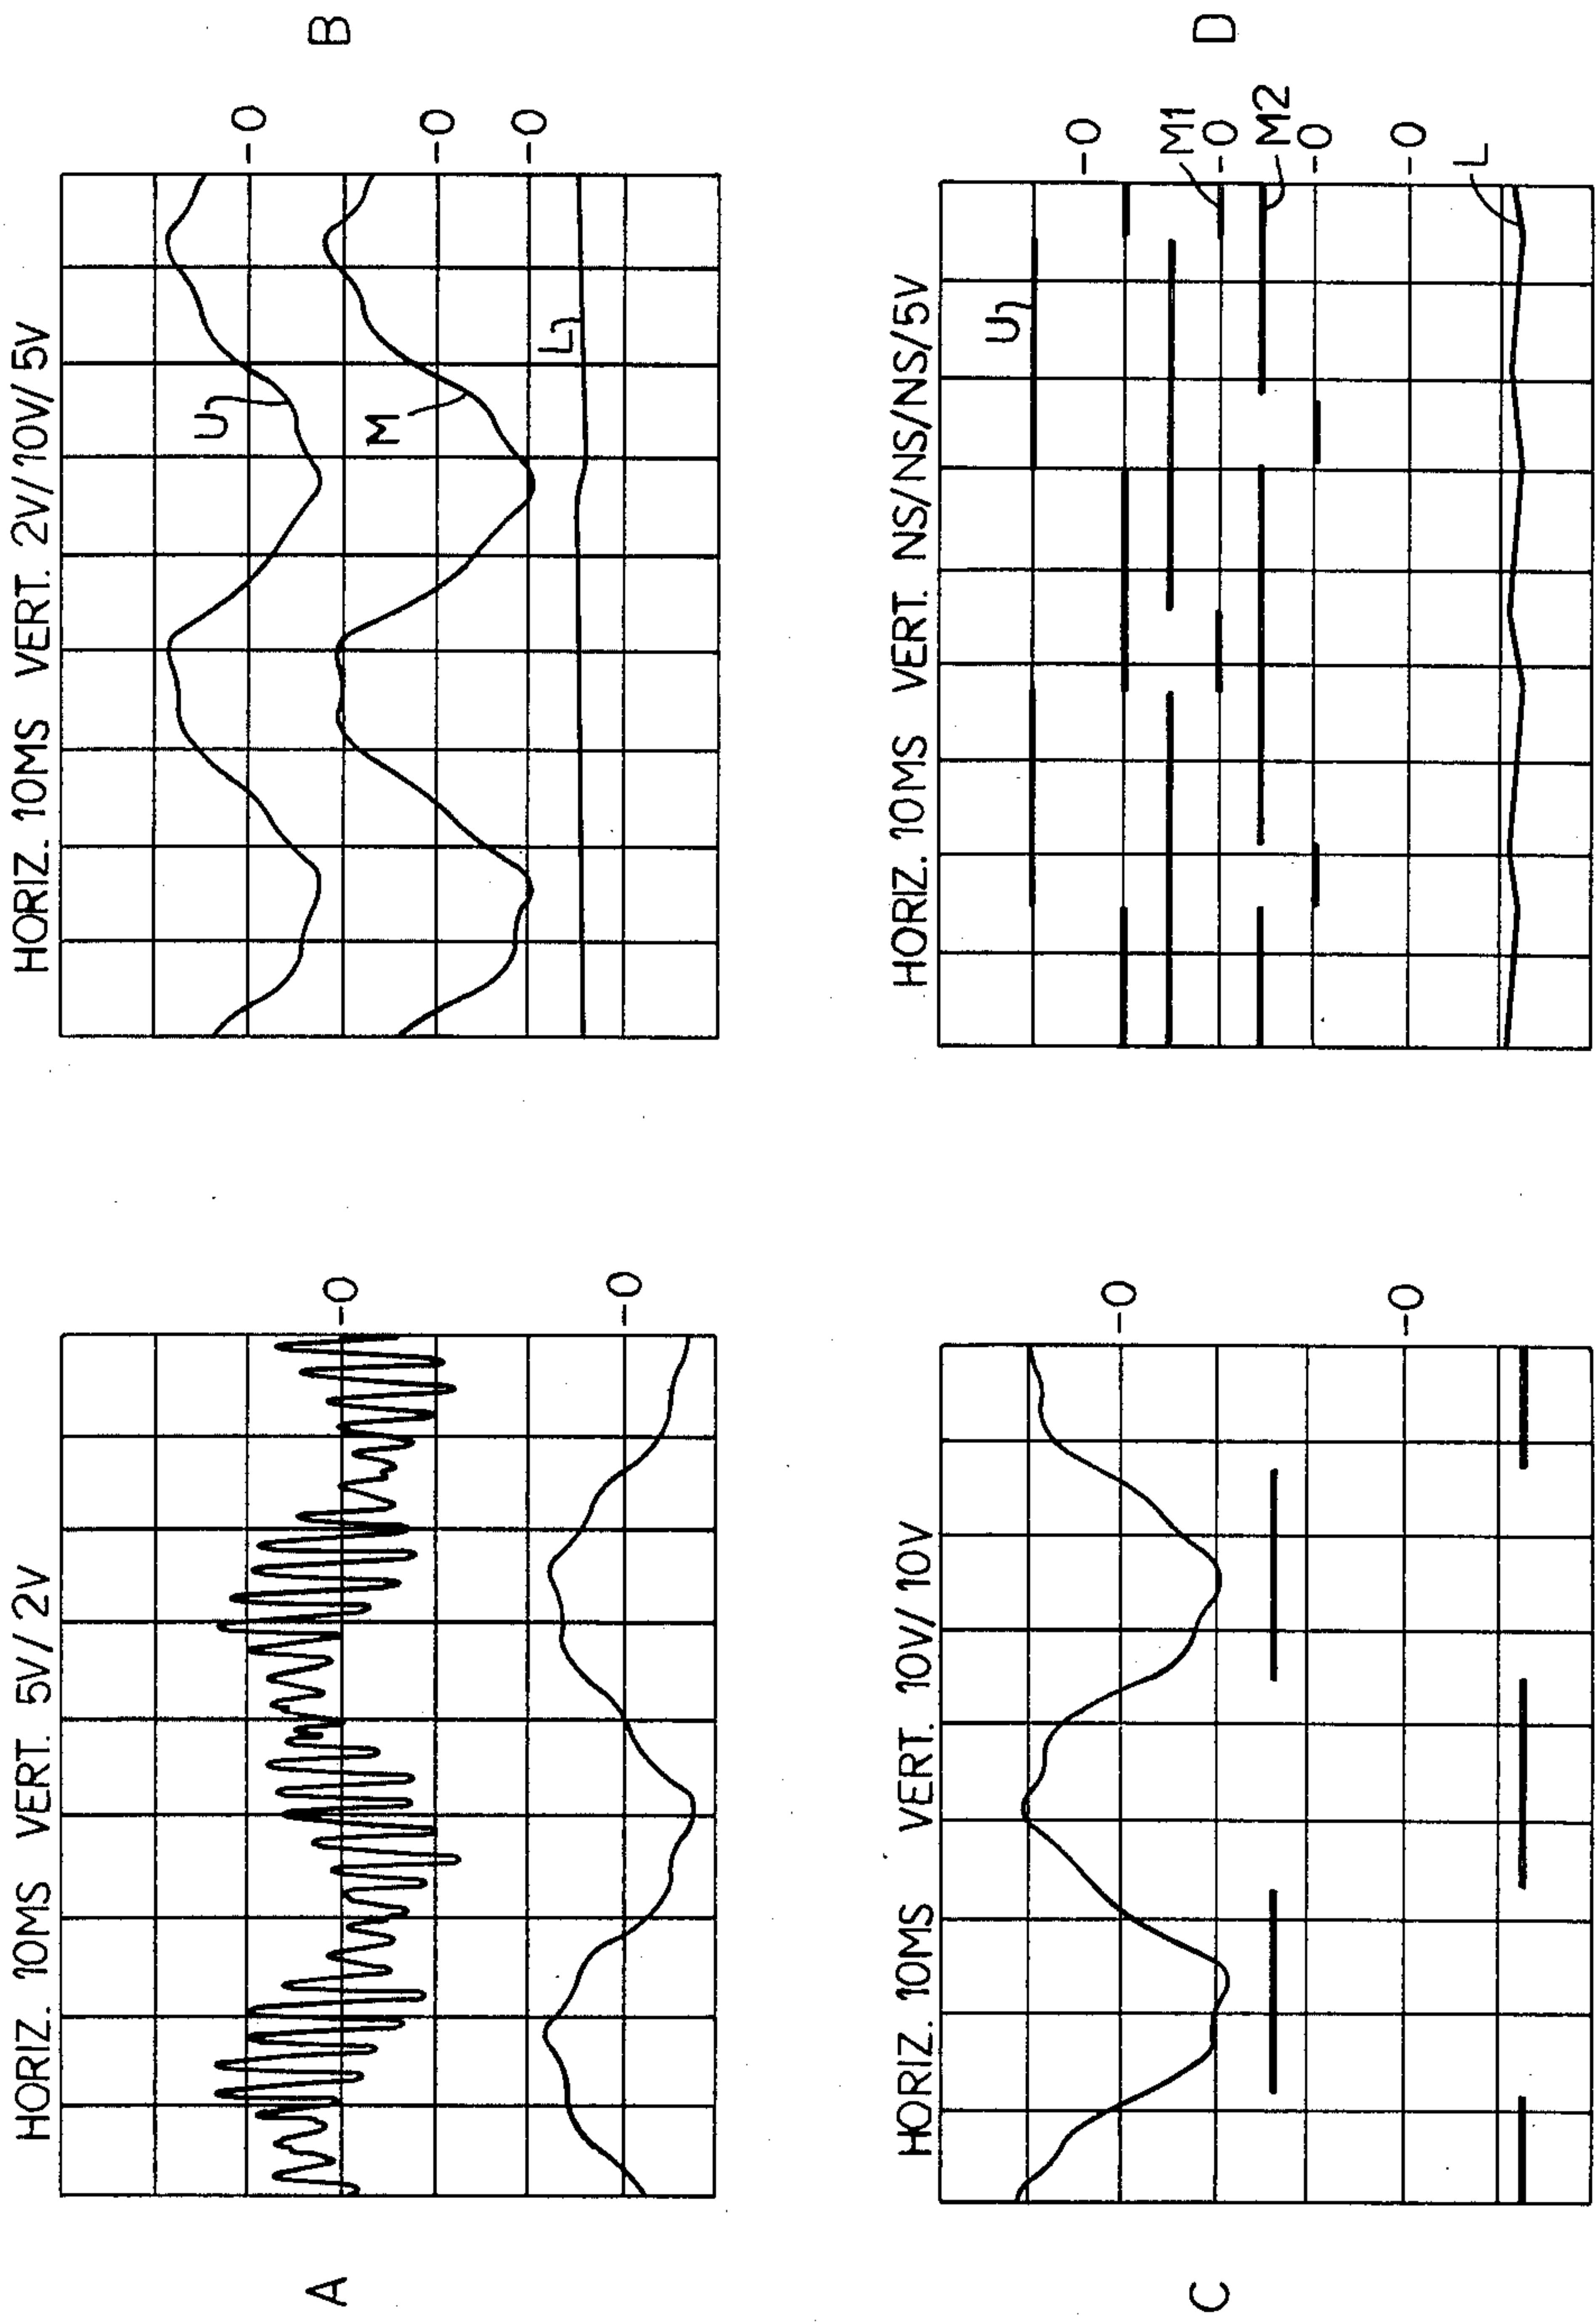 A
HORIZ. 10MS VERT. 5V/2V
-0
-0
B
HORIZ. 10MS VERT. 2V/10V/5V
U
M
L
-0
-0
-0
C
HORIZ. 10MS VERT. 10V/10V
-0
-0
D
HORIZ. 10MS VERT. NS/NS/NS/5V
U
-0
M1
-0
M2
-0
-0
L